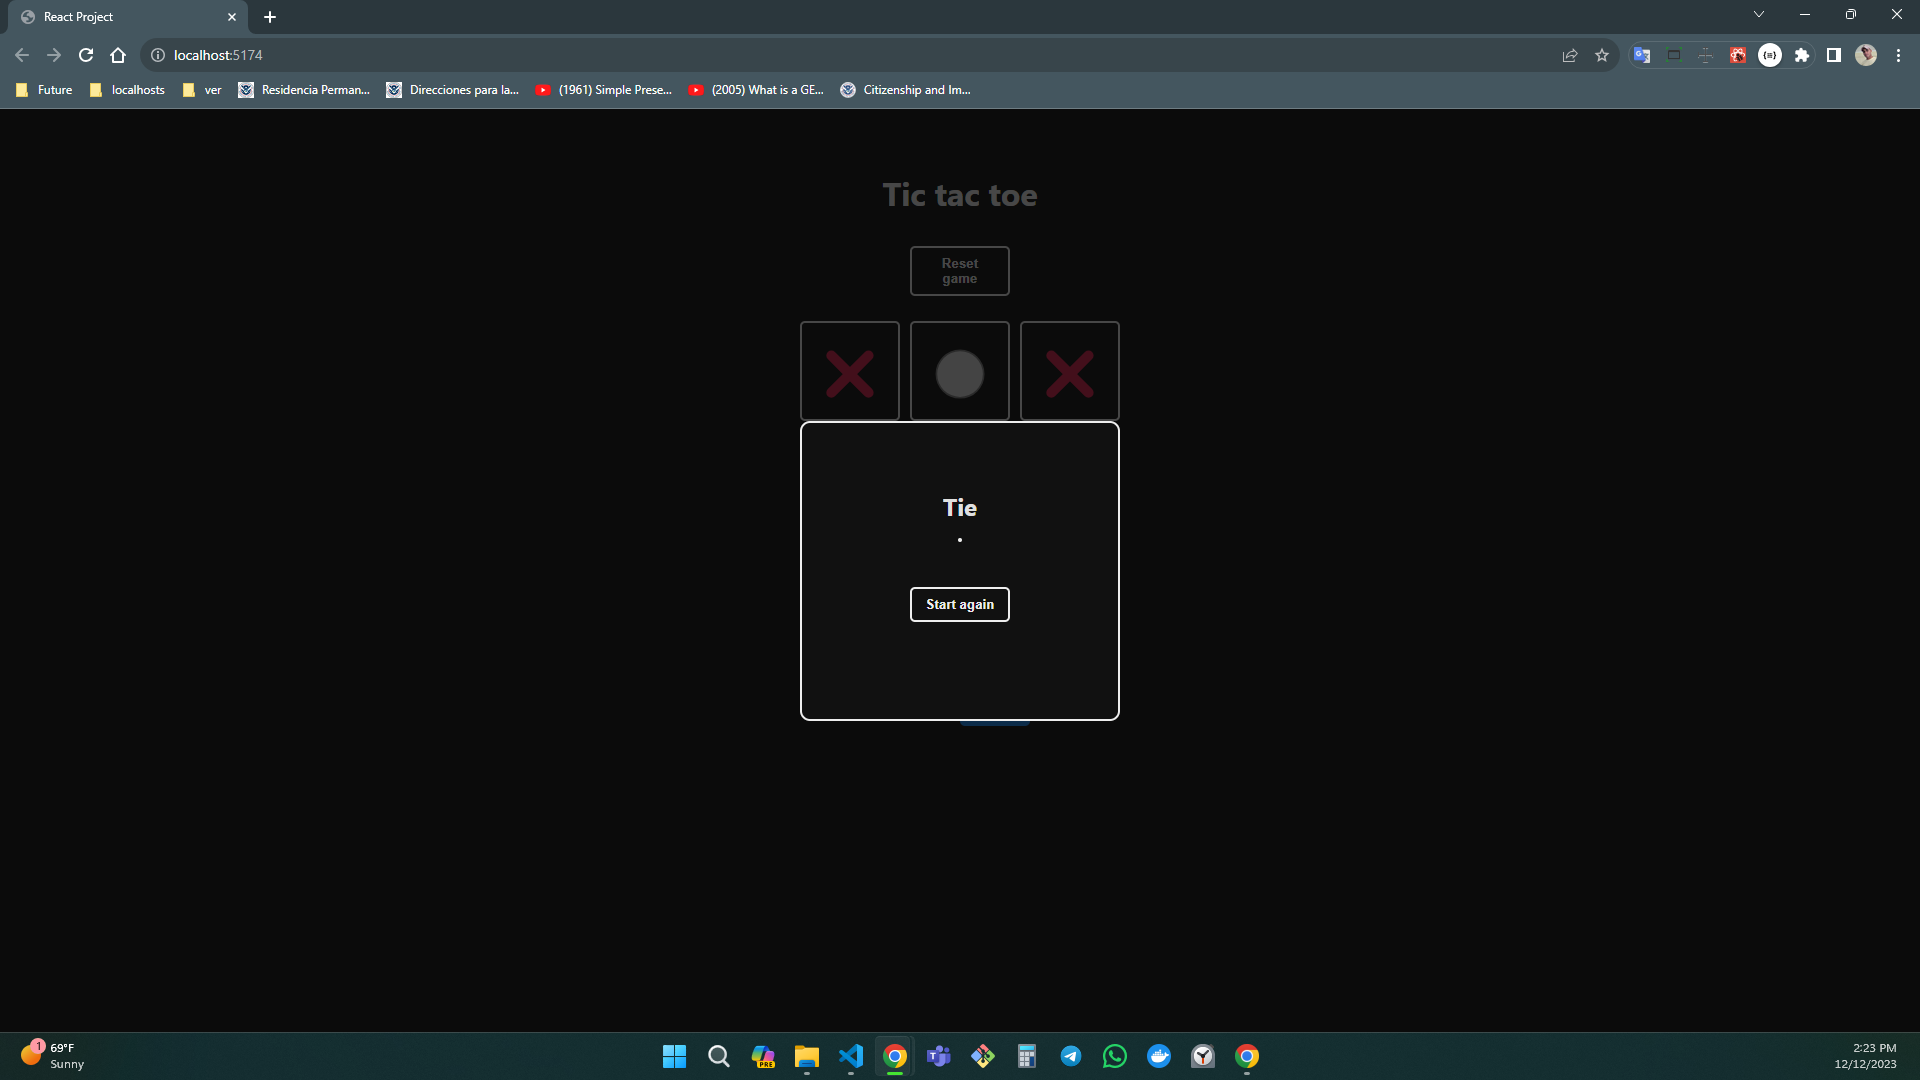 React Project
localhost:5174
Future
localhosts
ver
Residencia Perman...
Direcciones para la...
(1961) Simple Prese...
(2005) What is a GE...
Citizenship and Im...
Tic tac toe
Reset
game
Tie
Start again
1
69°F
Sunny
PRE
2:23 PM
12/12/2023